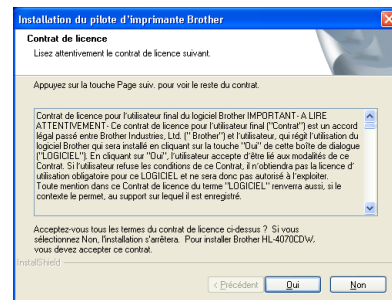 Installation du pilote d'imprimante Brother
Contrat de licence
Lisez attentivement le contrat de licence suivant.
Appuyez sur la touche Page suiv. pour voir le reste du contrat.
Contrat de licence pour l'utilisateur final du logiciel Brother IMPORTANT- A LIRE
ATTENTIVEMENT- Ce contrat de licence pour l'utilisateur final ("Contrat") est un accord
légal passé entre Brother Industries, Ltd. (" Brother") et l'utilisateur, qui régit l'utilisation du
logiciel Brother qui sera installé en cliquant sur la touche "Oui" de cette boîte de dialogue
("LOGICIEL"). En cliquant sur "Oui", l'utilisateur accepte d'être lié aux modalités de ce
Contrat. Si l'utilisateur refuse les conditions de ce Contrat, il n'obtiendra pas la licence d'
utilisation obligatoire pour ce LOGICIEL et ne sera donc pas autorisé à l'exploiter.
Toute mention dans ce Contrat de licence du terme "LOGICIEL" renverra aussi, si le
contexte le permet, au support sur lequel il est enregistré.
Acceptez-vous tous les termes du contrat de licence ci-dessus ? Si vous
sélectionnez Non, l'installation s'arrêtera. Pour installer Brother HL-4070CDW,
vous devez accepter ce contrat.
InstallShield
< Précédent Oui Non